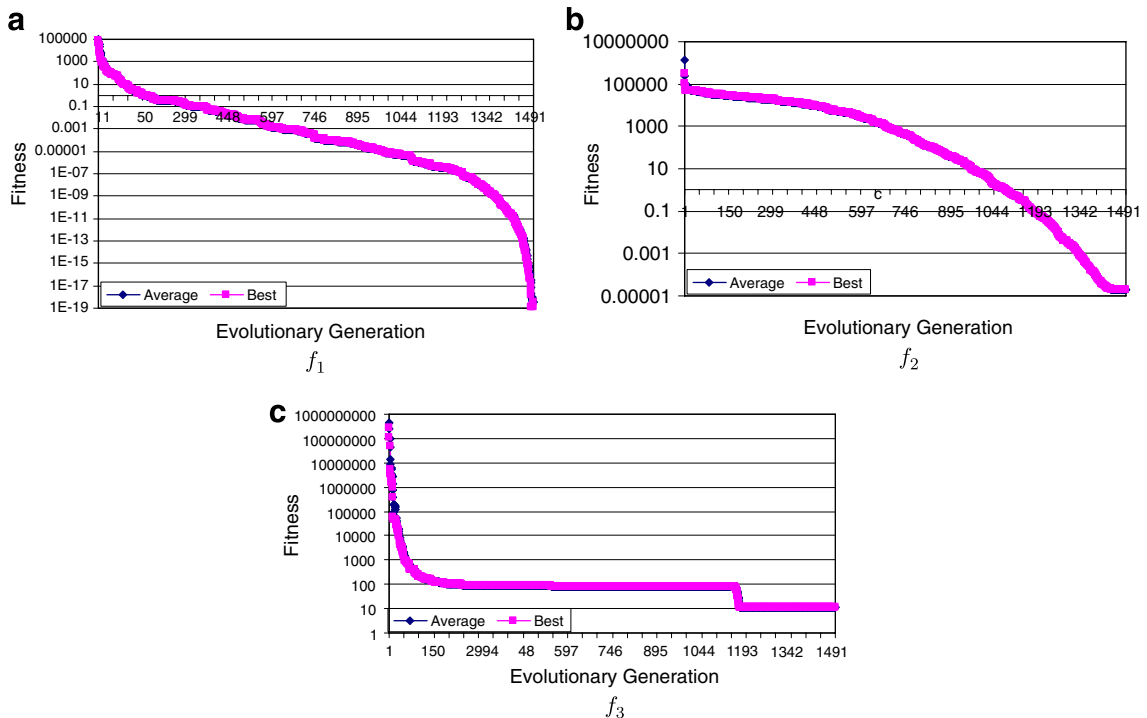 a
100000
1000
10
0.1
0.001
0.00001
1E-07
1E-09
1E-11
1E-13
1E-15
1E-17
1E-19
Fitness
11 50 299 448 597 746 895 1044 1193 1342 1491
Average Best
Evolutionary Generation
f1
b
10000000
100000
1000
10
0.1
0.001
0.00001
Fitness
c
1 150 299 448 597 746 895 1044 1193 1342 1491
Average Best
Evolutionary Generation
f2
c
1000000000
100000000
10000000
1000000
100000
10000
1000
100
10
1
Fitness
Average Best
1 150 2994 48 597 746 895 1044 1193 1342 1491
Evolutionary Generation
f3